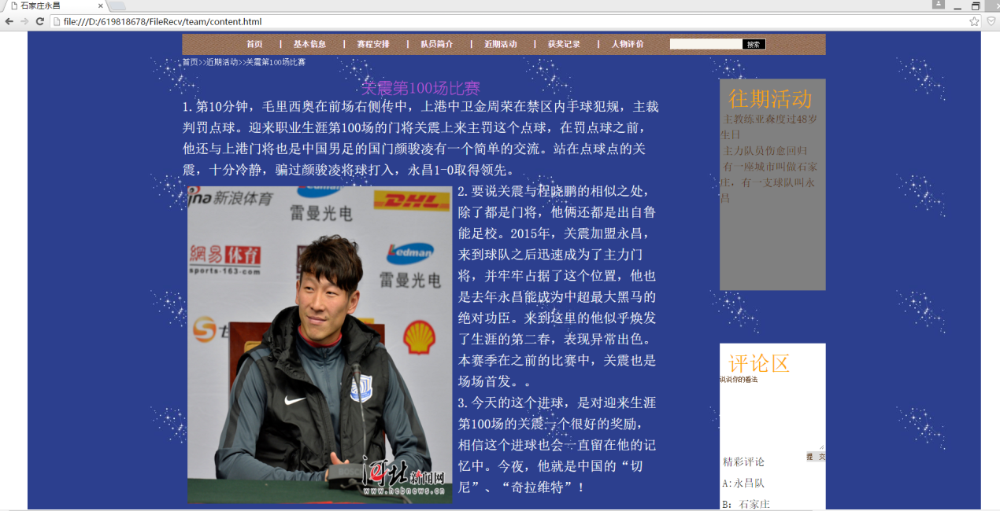 石家庄永昌
file:///D:/619818678/FileRecv/team/content.html
首页 | 基本信息 | 赛程安排 | 队员简介 | 近期活动 | 获奖记录 | 人物评价 搜索
首页>>近期活动>>关震第100场比赛
关震第100场比赛
1.第10分钟，毛里西奥在前场右侧传中，上港中卫金周荣在禁区内手球犯规，主裁
判罚点球。迎来职业生涯第100场的门将关震上来主罚这个点球，在罚点球之前，
他还与上港门将也是中国男足的国门颜骏凌有一个简单的交流。站在点球点的关
震，十分冷静，骗过颜骏凌将球打入，永昌1-0取得领先。
ina新浪体育
雷曼光电
DHL
網易体育
sports·163.com
Ledman
雷曼光电
河北新闻网
www.hebnews.cn
2.要说关震与程晓鹏的相似之处，
除了都是门将，他俩还都是出自鲁
能足校。2015年，关震加盟永昌，
来到球队之后迅速成为了主力门
将，并牢牢占据了这个位置，他也
是去年永昌能成为中超最大黑马的
绝对功臣。来到这里的他似乎焕发
了生涯的第二春，表现异常出色。
本赛季在之前的比赛中，关震也是
场场首发。。
3.今天的这个进球，是对迎来生涯
第100场的关震一个很好的奖励，
相信这个进球也会一直留在他的记
忆中。今夜，他就是中国的“切
尼”、“奇拉维特”！
往期活动
主教练亚森度过48岁
生日
主力队员伤愈回归
有一座城市叫做石家
庄，有一支球队叫永
昌
评论区
说说你的看法
提 交
精彩评论
A:永昌队
B：石家庄